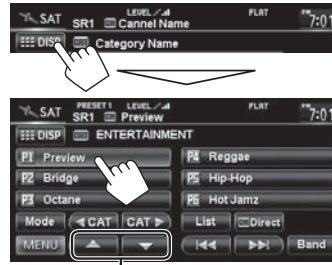 SAT SR1 LEVEL Cannel Name FLAT PM 7:01
DISP Category Name
SAT PRESET1 SR1 LEVEL Preview FLAT PM 7:01
DISP ENTERTAINMENT
P1 Preview P4 Reggae
P2 Bridge P5 Hip-Hop
P3 Octane P6 Hot Jamz
Mode CAT CAT List Direct
MENU Band